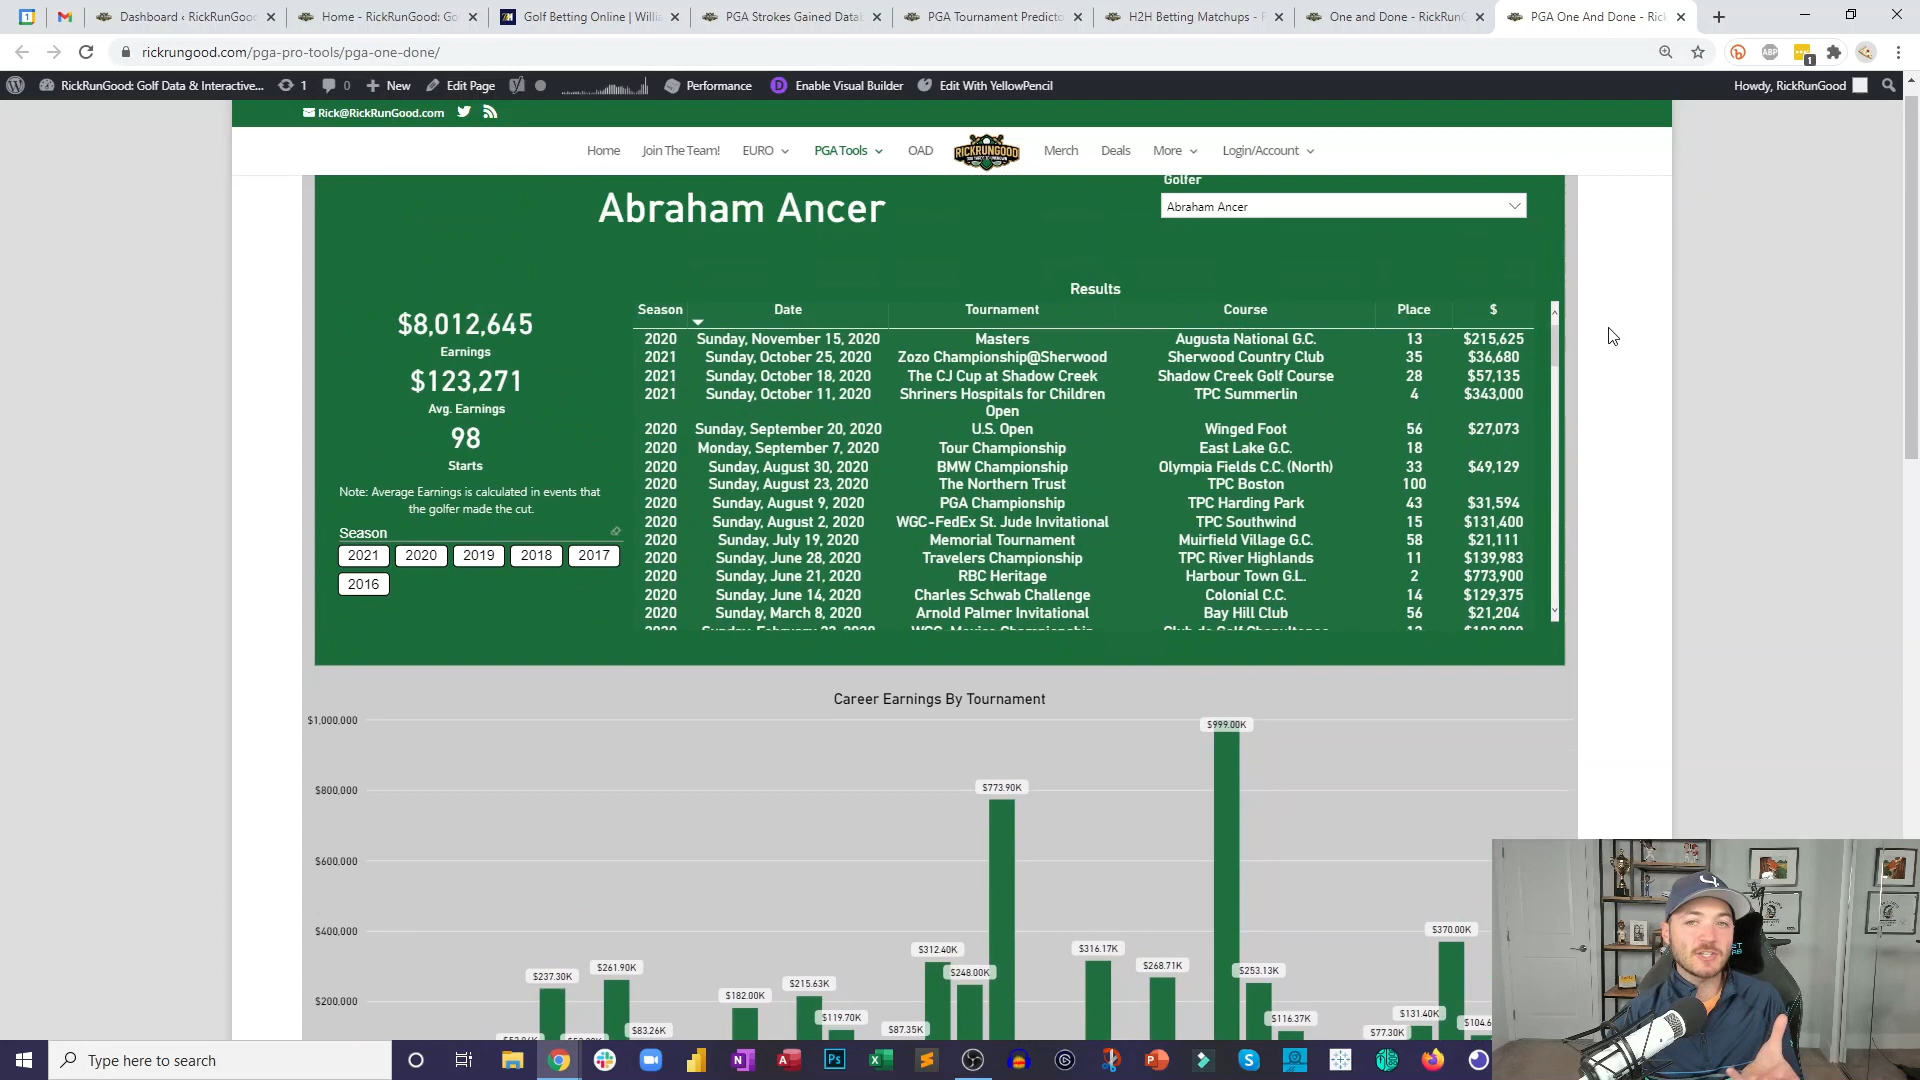 Dashboard ‹ RickRunGoo
Home - RickRunGood: Go
Golf Betting Online | Willia
PGA Strokes Gained Datab
PGA Tournament Predicto
H2H Betting Matchups - R
One and Done - RickRunG
PGA One And Done - Rick
rickrungood.com/pga-pro-tools/pga-one-done/
RickRunGood: Golf Data & Interactive...
1
0
New
Edit Page
Performance
Enable Visual Builder
Edit With YellowPencil
Howdy, RickRunGood
Rick@RickRunGood.com
Home
Join The Team!
EURO
PGA Tools
OAD
RICKRUNGOOD
Merch
Deals
More
Login/Account
Abraham Ancer
Golfer
Abraham Ancer
$8,012,645
Earnings
$123,271
Avg. Earnings
98
Starts
Note: Average Earnings is calculated in events that
the golfer made the cut.
Season
2021 2020 2019 2018 2017
2016
Results
Season Date Tournament Course Place $
2020 Sunday, November 15, 2020 Masters Augusta National G.C. 13 $215,625
2021 Sunday, October 25, 2020 Zozo Championship@Sherwood Sherwood Country Club 35 $36,680
2021 Sunday, October 18, 2020 The CJ Cup at Shadow Creek Shadow Creek Golf Course 28 $57,135
2021 Sunday, October 11, 2020 Shriners Hospitals for Children Open TPC Summerlin 4 $343,000
2020 Sunday, September 20, 2020 U.S. Open Winged Foot 56 $27,073
2020 Monday, September 7, 2020 Tour Championship East Lake G.C. 18
2020 Sunday, August 30, 2020 BMW Championship Olympia Fields C.C. (North) 33 $49,129
2020 Sunday, August 23, 2020 The Northern Trust TPC Boston 100
2020 Sunday, August 9, 2020 PGA Championship TPC Harding Park 43 $31,594
2020 Sunday, August 2, 2020 WGC-FedEx St. Jude Invitational TPC Southwind 15 $131,400
2020 Sunday, July 19, 2020 Memorial Tournament Muirfield Village G.C. 58 $21,111
2020 Sunday, June 28, 2020 Travelers Championship TPC River Highlands 11 $139,983
2020 Sunday, June 21, 2020 RBC Heritage Harbour Town G.L. 2 $773,900
2020 Sunday, June 14, 2020 Charles Schwab Challenge Colonial C.C. 14 $129,375
2020 Sunday, March 8, 2020 Arnold Palmer Invitational Bay Hill Club 56 $21,204
Career Earnings By Tournament
$1,000,000
$800,000
$600,000
$400,000
$200,000
$237.30K
$261.90K
$83.26K
$182.00K
$215.63K
$119.70K
$87.35K
$312.40K
$248.00K
$773.90K
$316.17K
$268.71K
$999.00K
$253.13K
$116.37K
$77.30K
$131.40K
$370.00K
$104.6
Type here to search